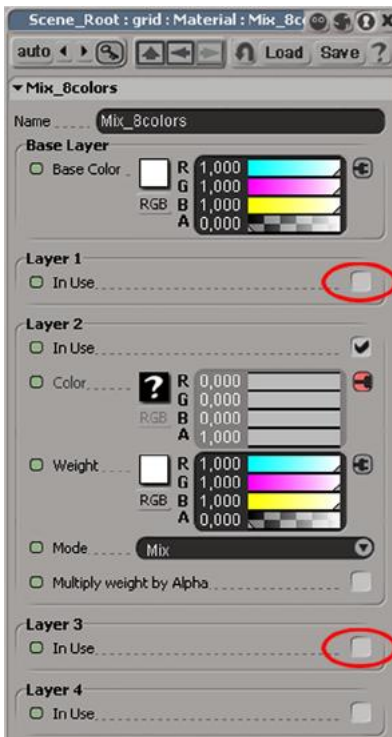 Scene_Root : grid : Material : Mix_8c
auto Load Save ?
Mix_8colors
Name Mix_8colors
Base Layer
Base Color R 1,000
G 1,000
RGB B 1,000
A 0,000
Layer 1
In Use
Layer 2
In Use
Color ? R 0,000
G 0,000
RGB B 0,000
A 1,000
Weight R 1,000
G 1,000
RGB B 1,000
A 0,000
Mode Mix
Multiply weight by Alpha
Layer 3
In Use
Layer 4
In Use